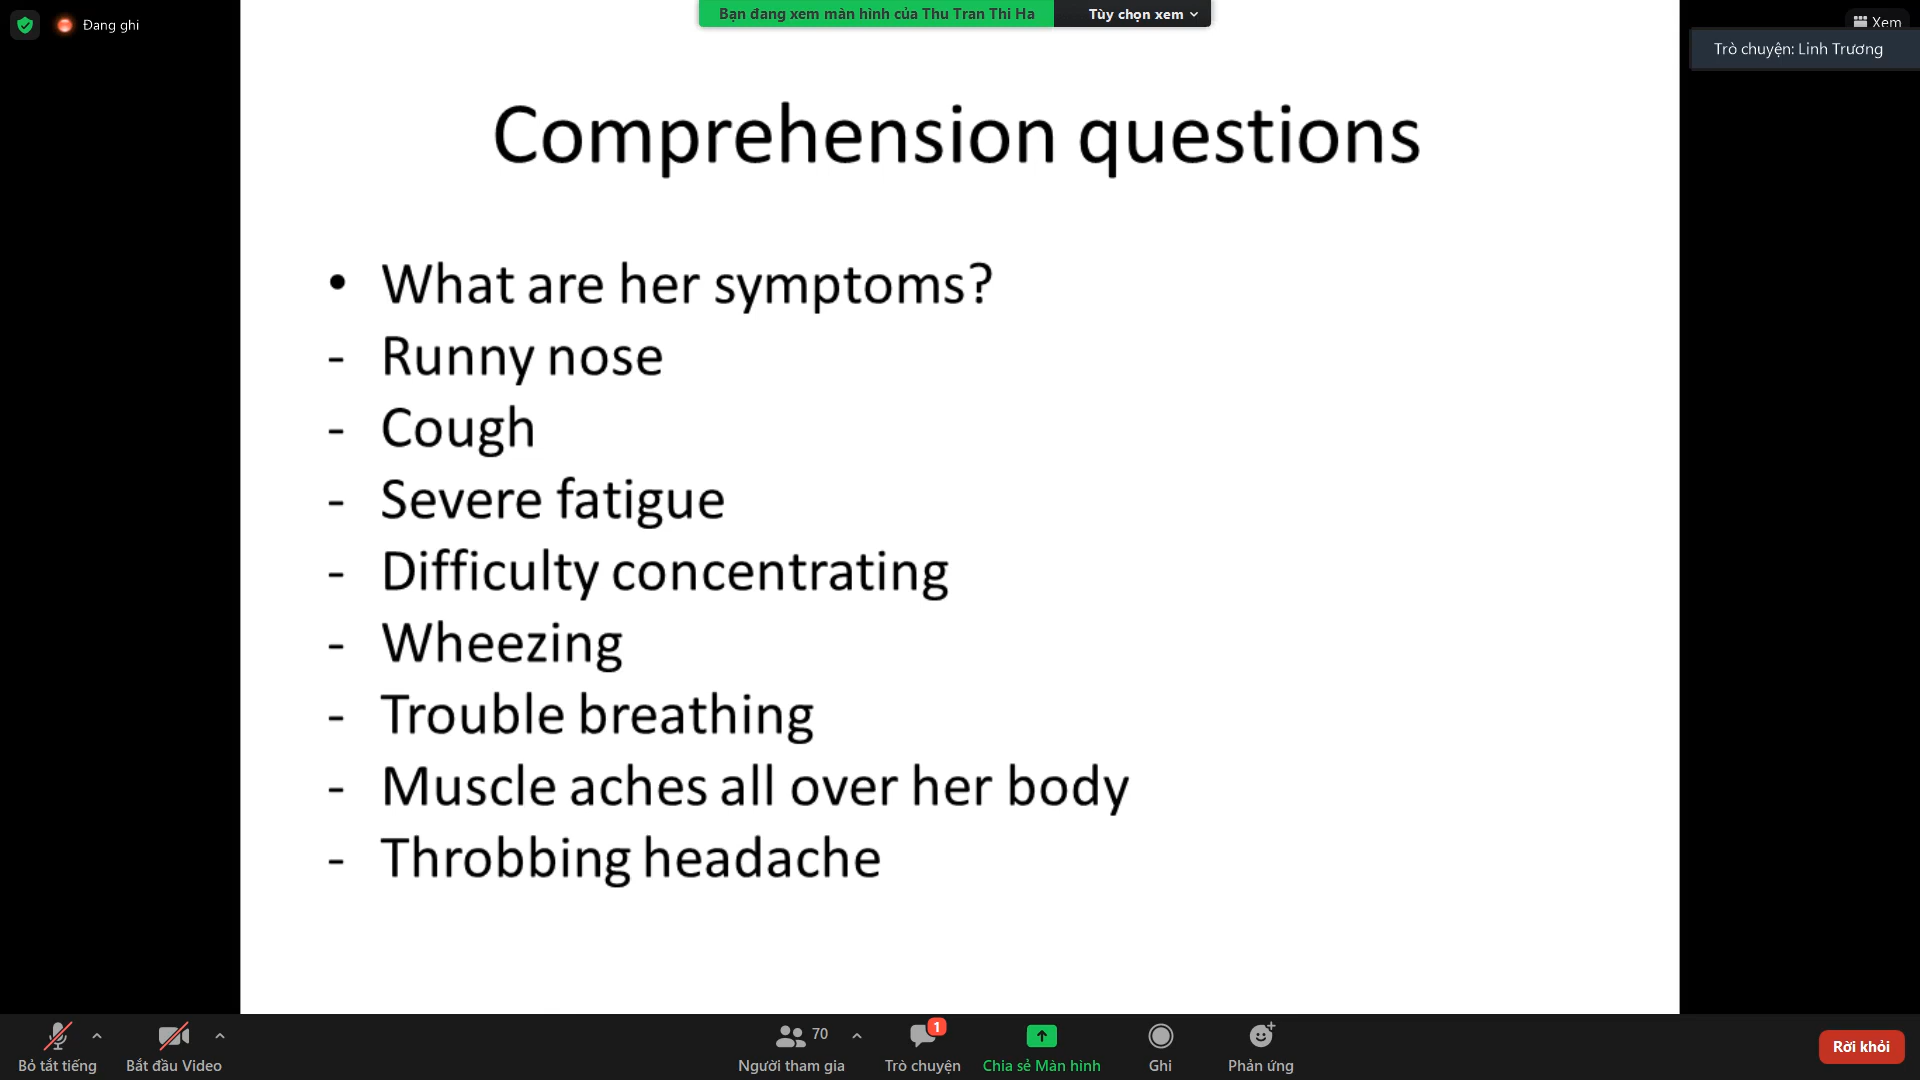 Đang ghi
Bạn đang xem màn hình của Thu Tran Thi Ha
Tùy chọn xem
Xem
Trò chuyện: Linh Trương
Comprehension questions
• What are her symptoms?
- Runny nose
- Cough
- Severe fatigue
- Difficulty concentrating
- Wheezing
- Trouble breathing
- Muscle aches all over her body
- Throbbing headache
Bỏ tắt tiếng
Bắt đầu Video
70
Người tham gia
1
Trò chuyện
Chia sẻ Màn hình
Ghi
Phản ứng
Rời khỏi